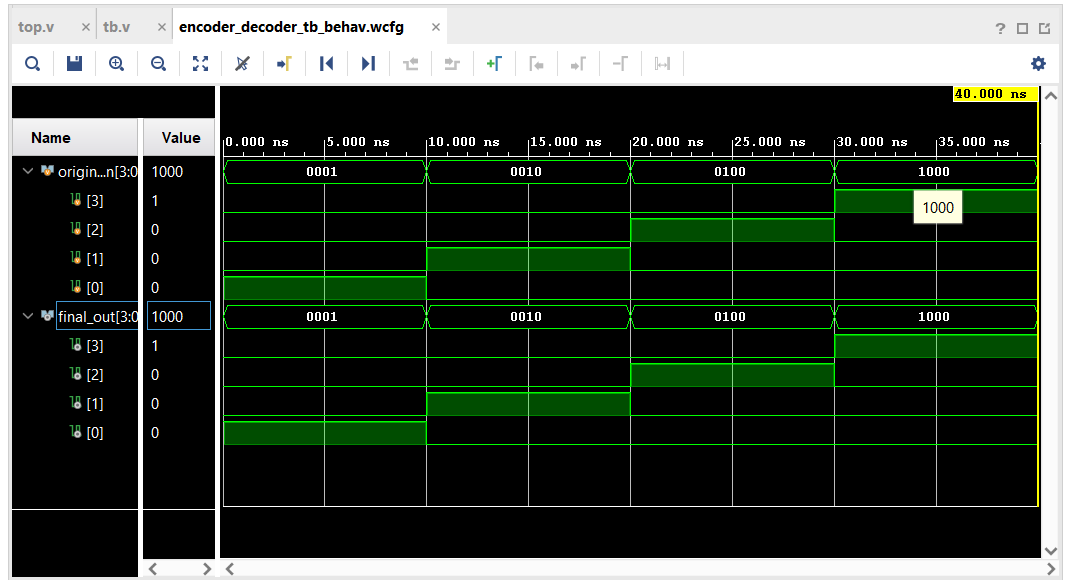 top.v × tb.v × encoder_decoder_tb_behav.wcfg ×
?
40.000 ns
Name Value 0.000 ns 5.000 ns 10.000 ns 15.000 ns 20.000 ns 25.000 ns 30.000 ns 35.000 ns
origin...n[3:0 1000 0001 0010 0100 1000
[3] 1
1000
[2] 0
[1] 0
[0] 0
final_out[3:0 1000 0001 0010 0100 1000
[3] 1
[2] 0
[1] 0
[0] 0